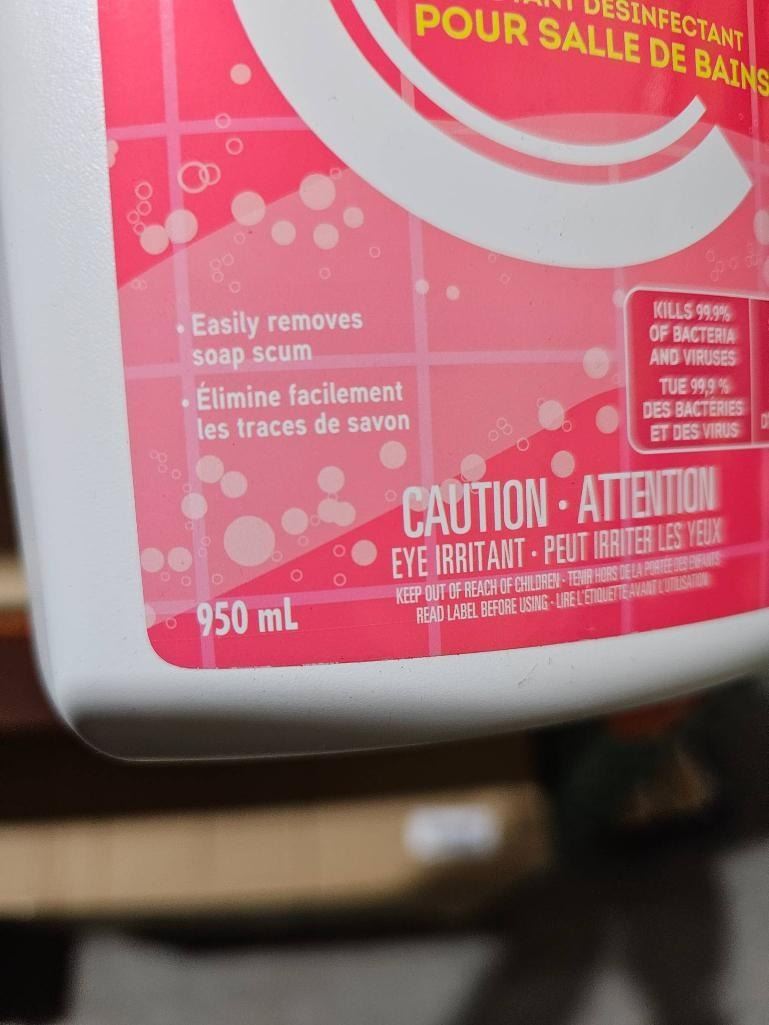 DÉSINFECTANT
POUR SALLE DE BAINS
• Easily removes
soap scum
• Élimine facilement
les traces de savon
KILLS 99.9%
OF BACTERIA
AND VIRUSES
TUE 99,9 %
DES BACTÉRIES
ET DES VIRUS
CAUTION • ATTENTION
EYE IRRITANT • PEUT IRRITER LES YEUX
KEEP OUT OF REACH OF CHILDREN • TENIR HORS DE LA PORTÉE DES ENFANTS
READ LABEL BEFORE USING • LIRE L'ÉTIQUETTE AVANT L'UTILISATION
950 mL